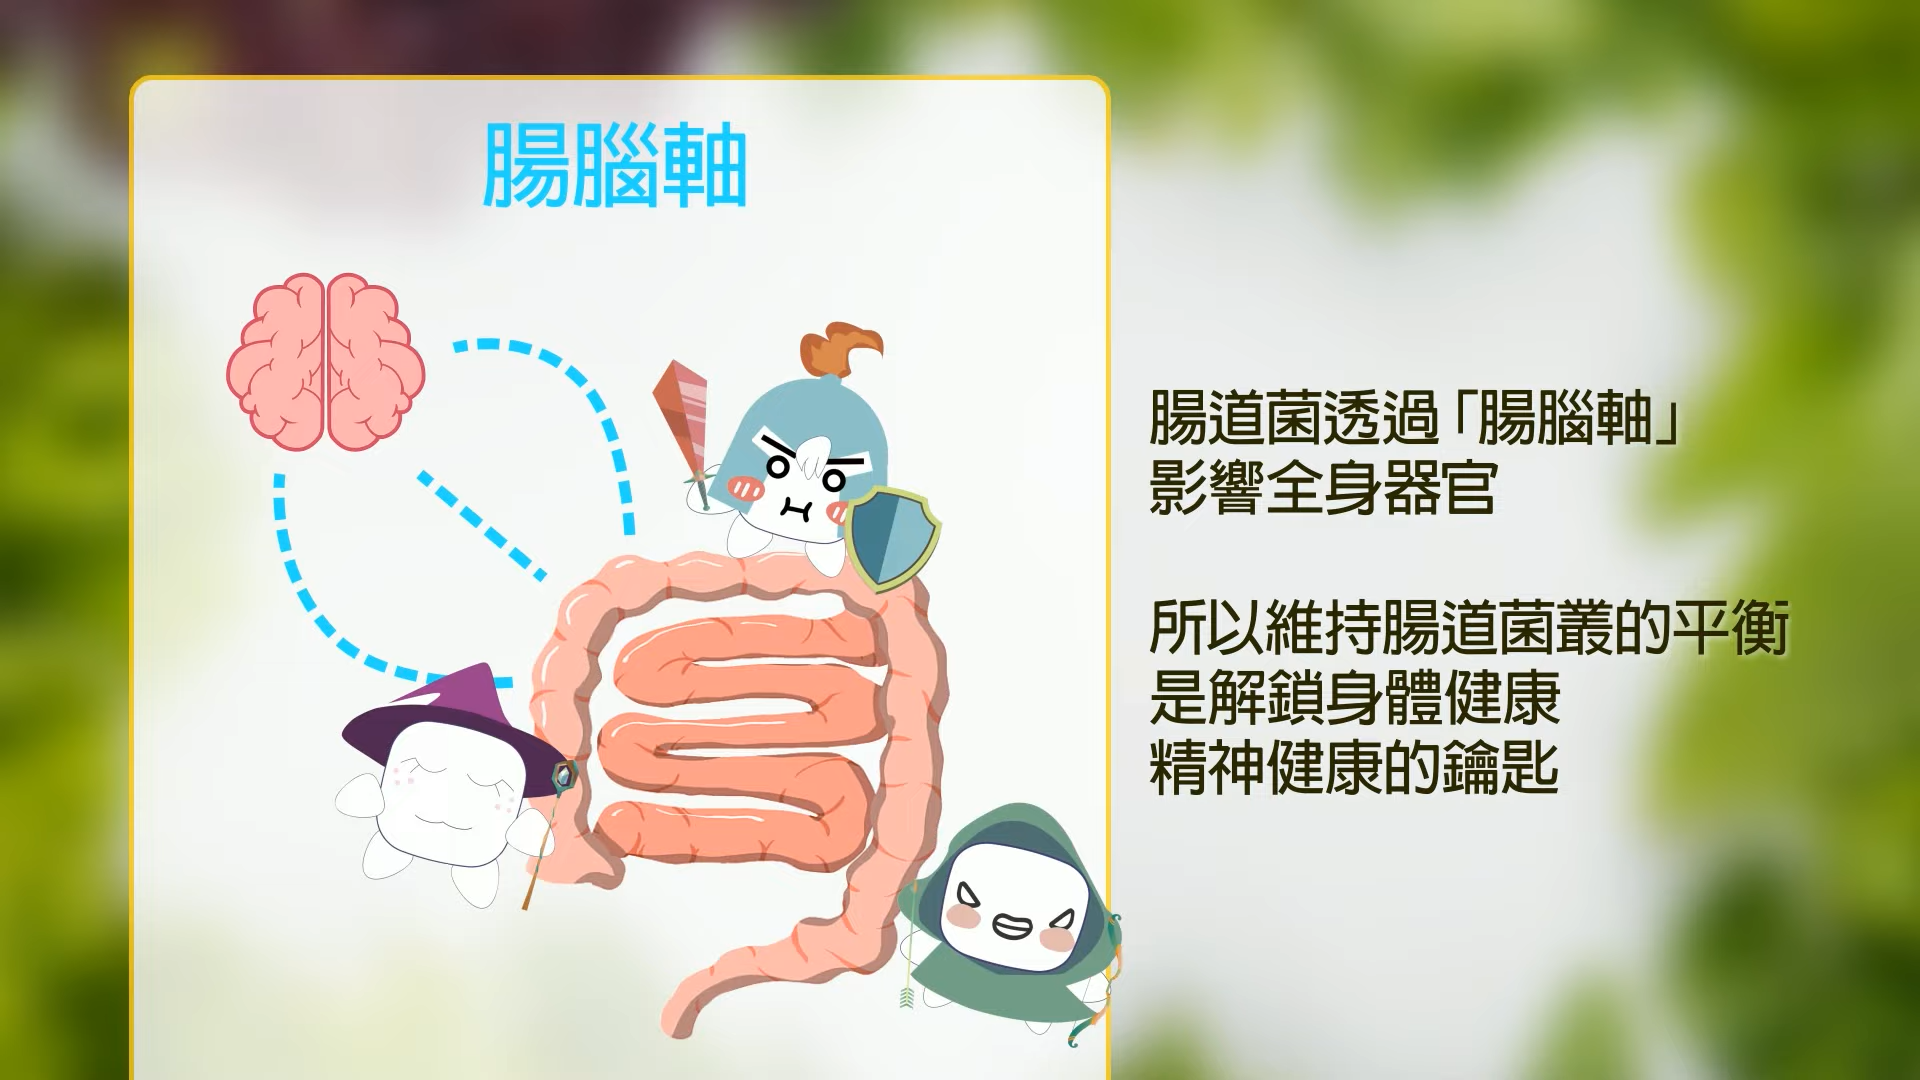 腸腦軸
腸道菌透過「腸腦軸」
影響全身器官
所以維持腸道菌叢的平衡
是解鎖身體健康
精神健康的鑰匙